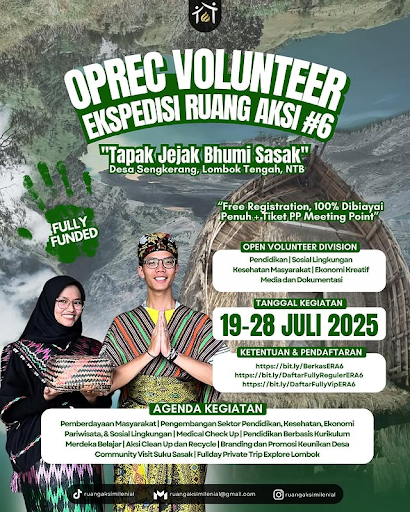 OPREC VOLUNTEER
EKSPEDISI RUANG AKSI #6
"Tapak Jejak Bhumi Sasak"
Desa Sengkerang, Lombok Tengah, NTB
"Free Registration, 100% Dibiayai
Penuh + Tiket PP Meeting Point"
FULLY
FUNDED
OPEN VOLUNTEER DIVISION
Pendidikan | Sosial Lingkungan
Kesehatan Masyarakat | Ekonomi Kreatif
Media dan Dokumentasi
TANGGAL KEGIATAN
19-28 JULI 2025
KETENTUAN & PENDAFTARAN
https://bit.ly/BerkasERA6
https://bit.ly/DaftarFullyRegulerERA6
https://bit.ly/DaftarFullyVipERA6
AGENDA KEGIATAN
Pemberdayaan Masyarakat | Pengembangan Sektor Pendidikan, Kesehatan, Ekonomi
Pariwisata, & Sosial Lingkungan | Medical Check Up | Pendidikan Berbasis Kurikulum
Merdeka Belajar | Aksi Clean Up dan Recycle | Branding dan Promosi Keunikan Desa
Community Visit Suku Sasak | Fullday Private Trip Explore Lombok
ruangaksimilenial
ruangaksimilenial@gmail.com
ruangaksimilenial